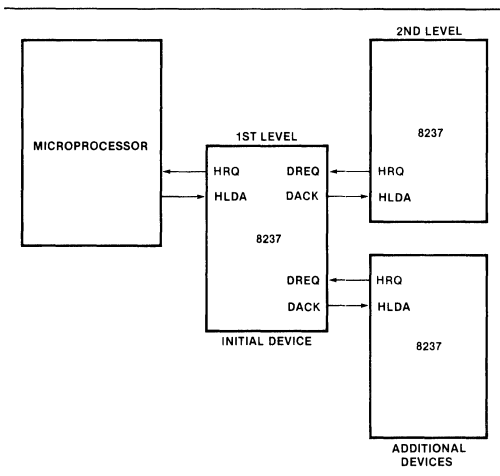 2ND LEVEL
8237
HRQ
HLDA
MICROPROCESSOR
1ST LEVEL
HRQ
DREQ
HLDA
DACK
8237
DREQ
DACK
INITIAL DEVICE
HRQ
HLDA
8237
ADDITIONAL
DEVICES